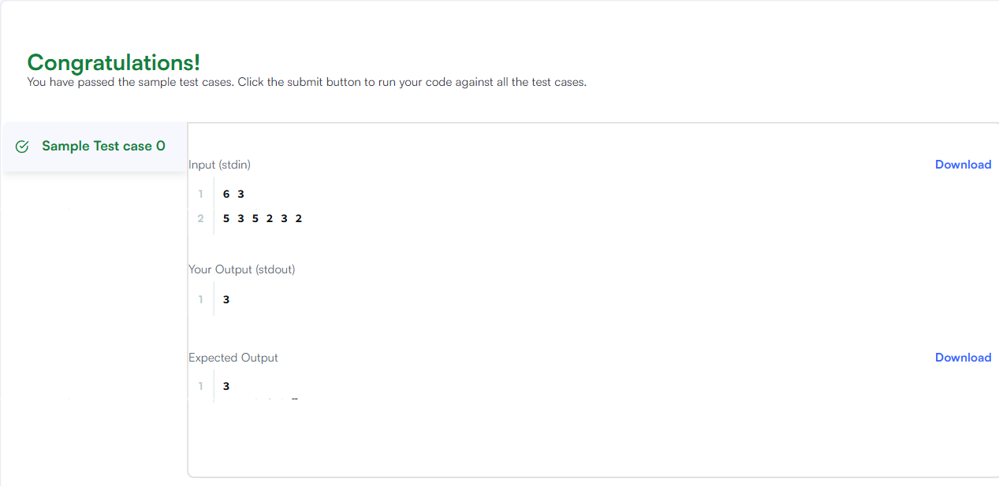 Congratulations!
You have passed the sample test cases. Click the submit button to run your code against all the test cases.
Sample Test case 0
Input (stdin)
Download
1 6 3
2 5 3 5 2 3 2
Your Output (stdout)
1 3
Expected Output
Download
1 3